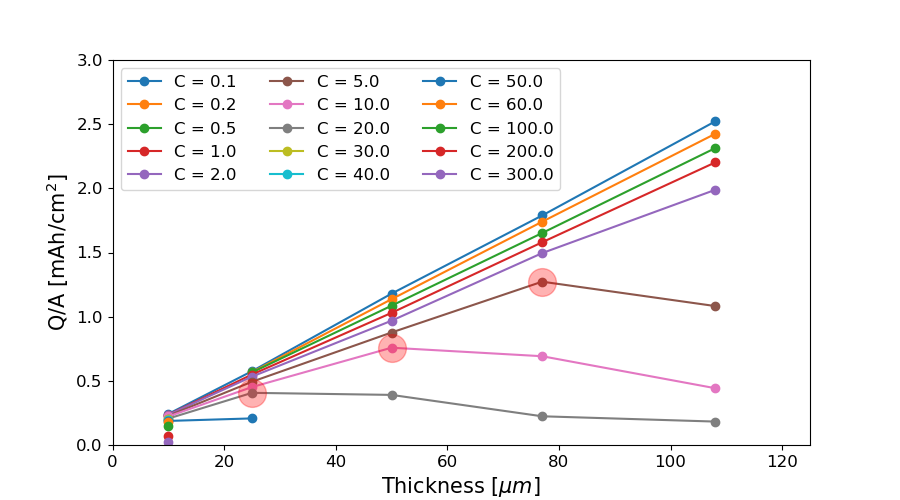 3.0
2.5
2.0
1.5
1.0
0.5
0.0
Q/A [mAh/cm²]
C = 0.1
C = 0.2
C = 0.5
C = 1.0
C = 2.0
C = 5.0
C = 10.0
C = 20.0
C = 30.0
C = 40.0
C = 50.0
C = 60.0
C = 100.0
C = 200.0
C = 300.0
0 20 40 60 80 100 120
Thickness [μm]